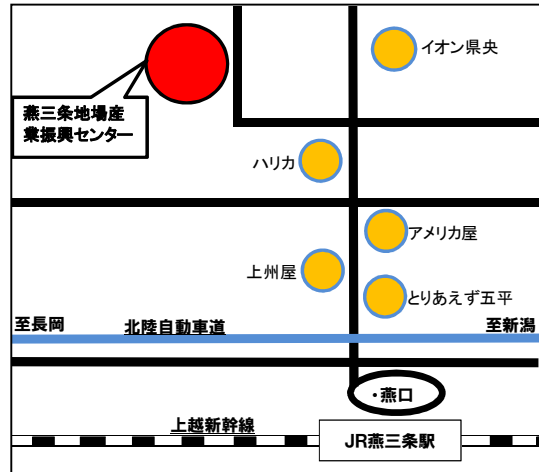 イオン県央
燕三条地場産
業振興センター
ハリカ
アメリカ屋
上州屋
とりあえず五平
至長岡
北陸自動車道
至新潟
・燕口
上越新幹線
JR燕三条駅